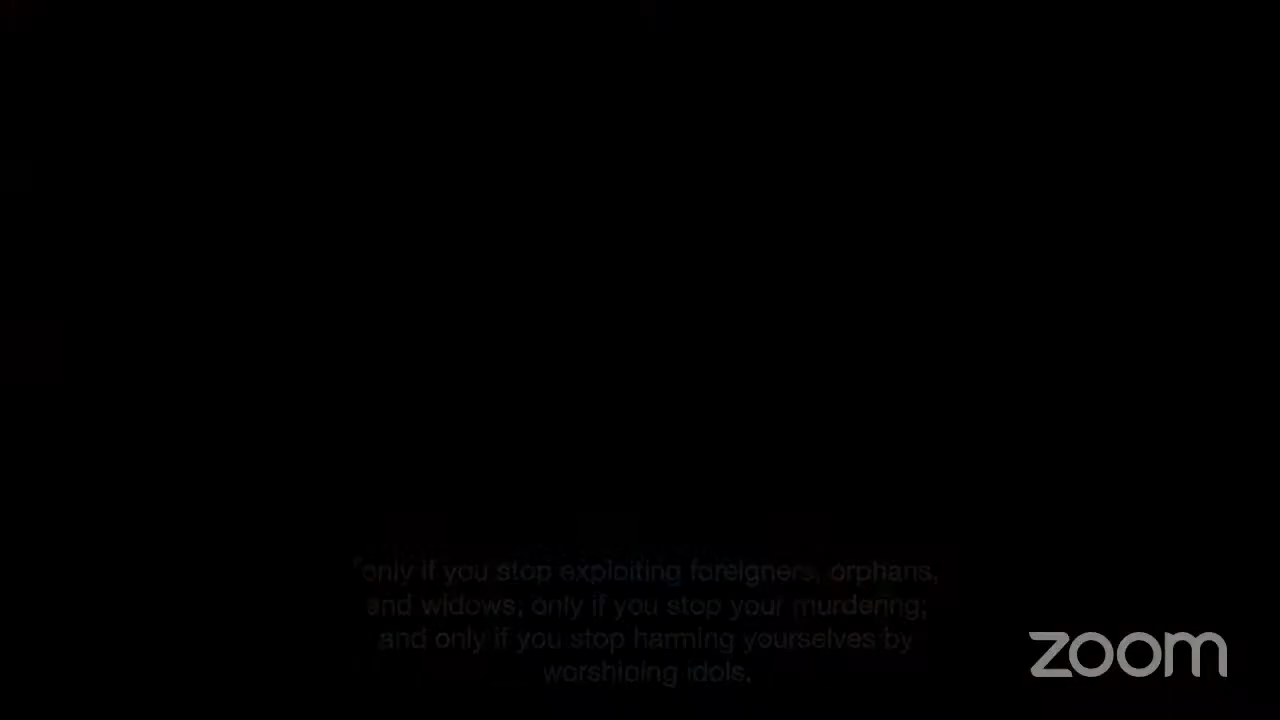 "only if you stop exploiting foreigners, orphans,
and widows; only if you stop your murdering;
and only if you stop harming yourselves by
worshiping idols.
zoom